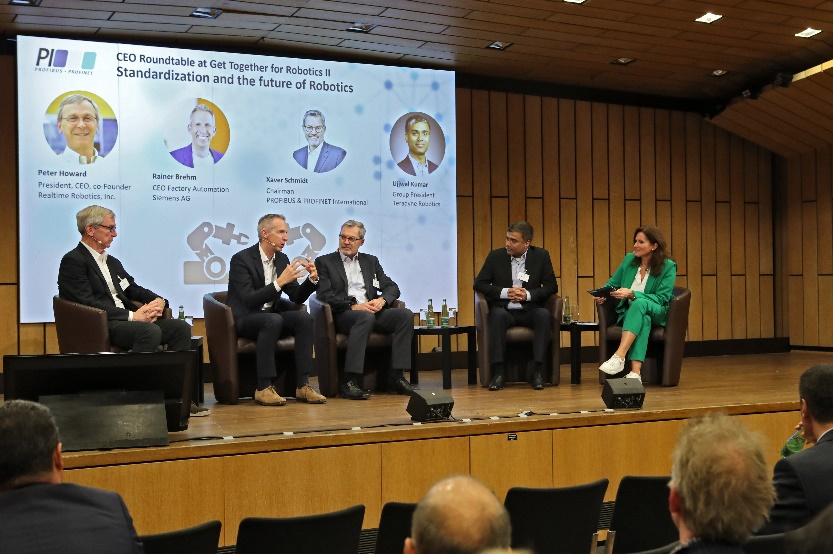 PI
PROFIBUS • PROFINET
CEO Roundtable at Get Together for Robotics II
Standardization and the future of Robotics
Peter Howard
President, CEO, co-Founder
Realtime Robotics, Inc.
Rainer Brehm
CEO Factory Automation
Siemens AG
Xaver Schmidt
Chairman
PROFIBUS & PROFINET International
Ujjwal Kumar
Group President
Teradyne Robotics